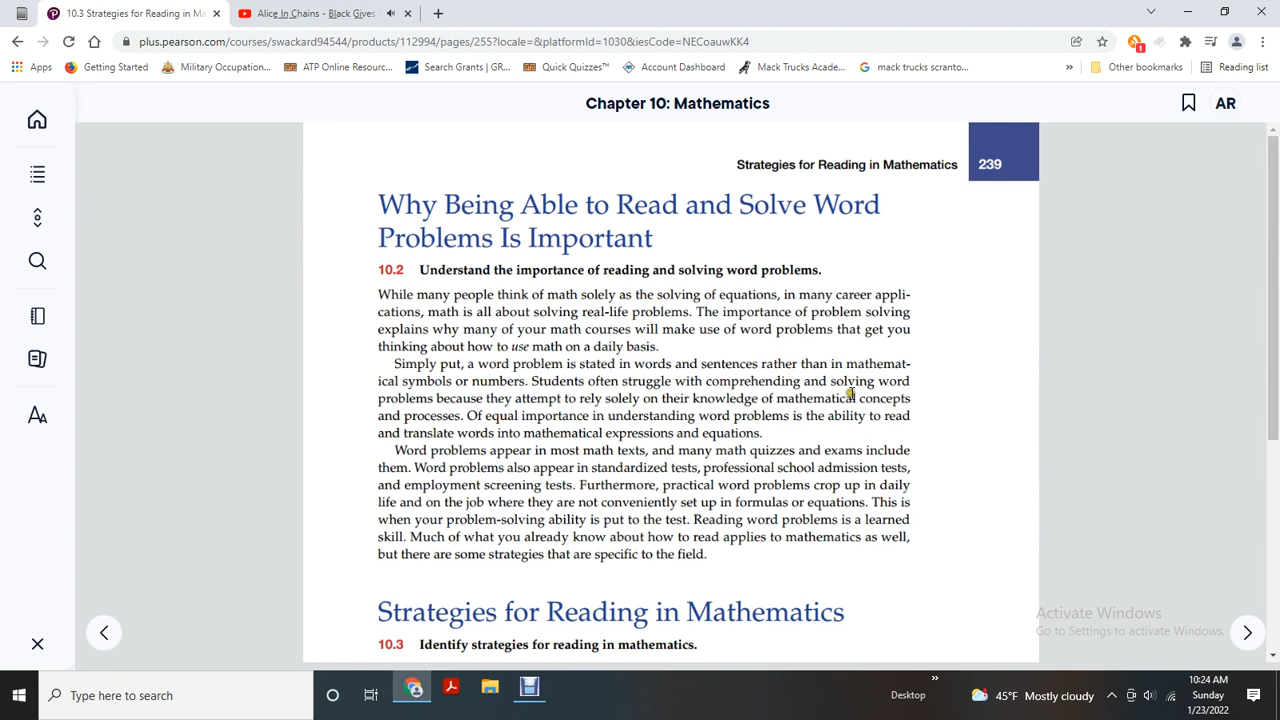 10.3 Strategies for Reading in Ma
Alice In Chains - Black Gives
plus.pearson.com/courses/swackard94544/products/112994/pages/255?locale=&platformId=1030&iesCode=NECoauwKK4
1
Apps
Getting Started
Military Occupation...
ATP Online Resourc...
Search Grants | GR...
Quick Quizzes™
Account Dashboard
Mack Trucks Acade...
mack trucks scranto...
»
Other bookmarks
Reading list
Chapter 10: Mathematics
AR
Strategies for Reading in Mathematics 239
Why Being Able to Read and Solve Word
Problems Is Important
10.2 Understand the importance of reading and solving word problems.
While many people think of math solely as the solving of equations, in many career appli-
cations, math is all about solving real-life problems. The importance of problem solving
explains why many of your math courses will make use of word problems that get you
thinking about how to use math on a daily basis.
Simply put, a word problem is stated in words and sentences rather than in mathemat-
ical symbols or numbers. Students often struggle with comprehending and solving word
problems because they attempt to rely solely on their knowledge of mathematical concepts
and processes. Of equal importance in understanding word problems is the ability to read
and translate words into mathematical expressions and equations.
Word problems appear in most math texts, and many math quizzes and exams include
them. Word problems also appear in standardized tests, professional school admission tests,
and employment screening tests. Furthermore, practical word problems crop up in daily
life and on the job where they are not conveniently set up in formulas or equations. This is
when your problem-solving ability is put to the test. Reading word problems is a learned
skill. Much of what you already know about how to read applies to mathematics as well,
but there are some strategies that are specific to the field.
Strategies for Reading in Mathematics
10.3 Identify strategies for reading in mathematics.
Activate Windows
Go to Settings to activate Windows.
Type here to search
Desktop
»
45°F Mostly cloudy
10:24 AM
Sunday
1/23/2022